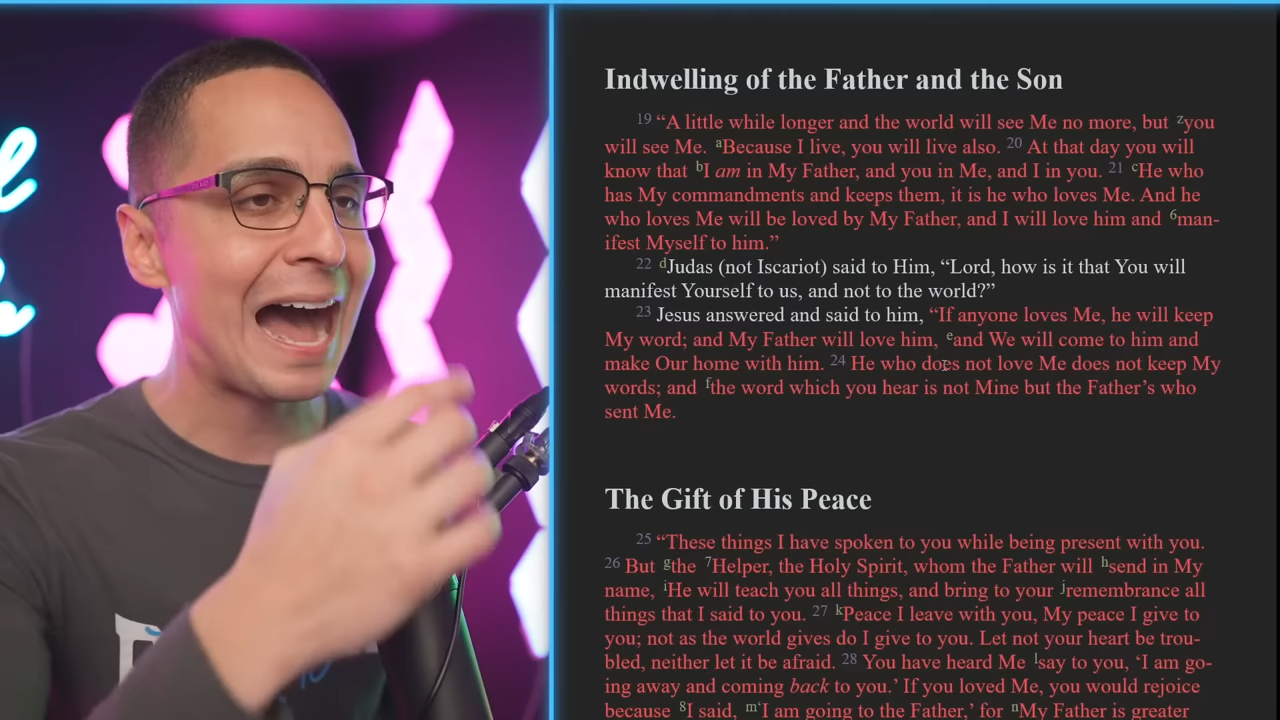 Indwelling of the Father and the Son
19 “A little while longer and the world will see Me no more, but zyou
will see Me. aBecause I live, you will live also. 20 At that day you will
know that bI am in My Father, and you in Me, and I in you. 21 cHe who
has My commandments and keeps them, it is he who loves Me. And he
who loves Me will be loved by My Father, and I will love him and 6man-
ifest Myself to him.”
22 dJudas (not Iscariot) said to Him, “Lord, how is it that You will
manifest Yourself to us, and not to the world?”
23 Jesus answered and said to him, “If anyone loves Me, he will keep
My word; and My Father will love him, eand We will come to him and
make Our home with him. 24 He who does not love Me does not keep My
words; and fthe word which you hear is not Mine but the Father’s who
sent Me.
The Gift of His Peace
25 “These things I have spoken to you while being present with you.
26 But gthe 7Helper, the Holy Spirit, whom the Father will hsend in My
name, iHe will teach you all things, and bring to your jremembrance all
things that I said to you. 27 kPeace I leave with you, My peace I give to
you; not as the world gives do I give to you. Let not your heart be trou-
bled, neither let it be afraid. 28 You have heard Me lsay to you, ‘I am go-
ing away and coming back to you.’ If you loved Me, you would rejoice
because 8I said, m‘I am going to the Father,’ for nMy Father is greater